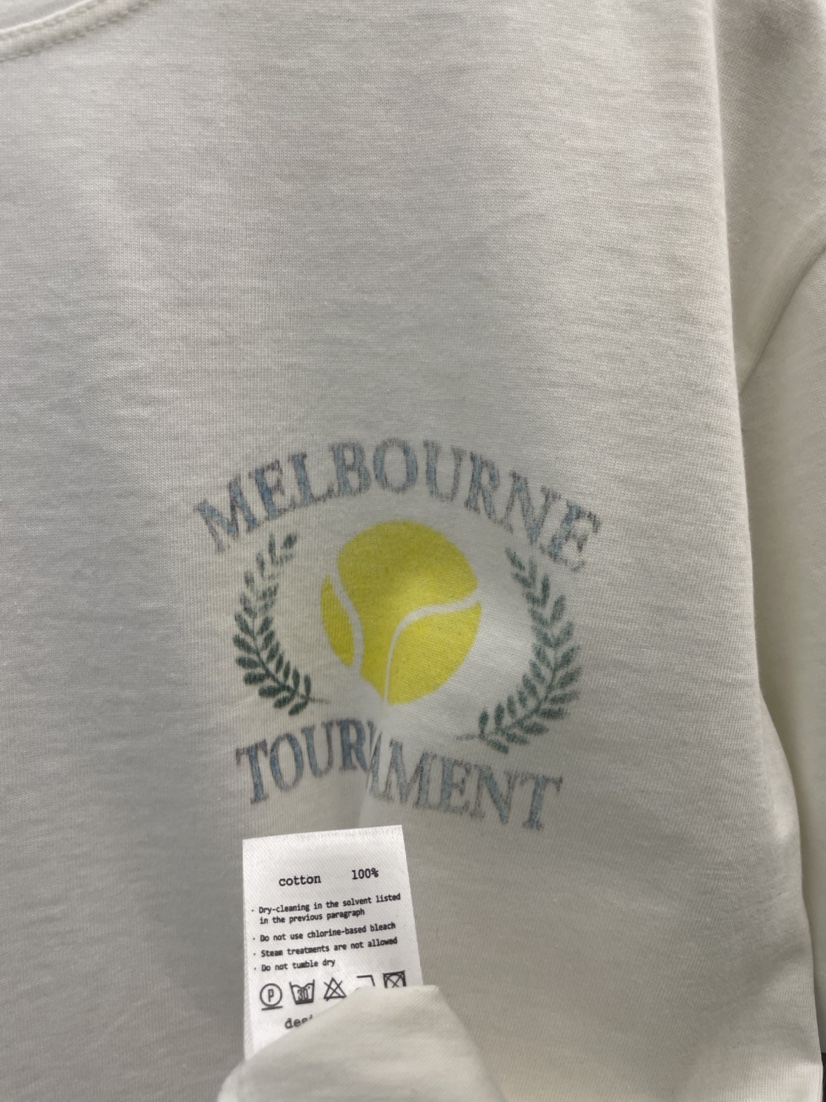 MELBOURNE
TOURNAMENT
cotton 100%
· Dry-cleaning in the solvent listed
in the previous paragraph
· Do not use chlorine-based bleach
· Steam treatments are not allowed
· Do not tumble dry
P 30